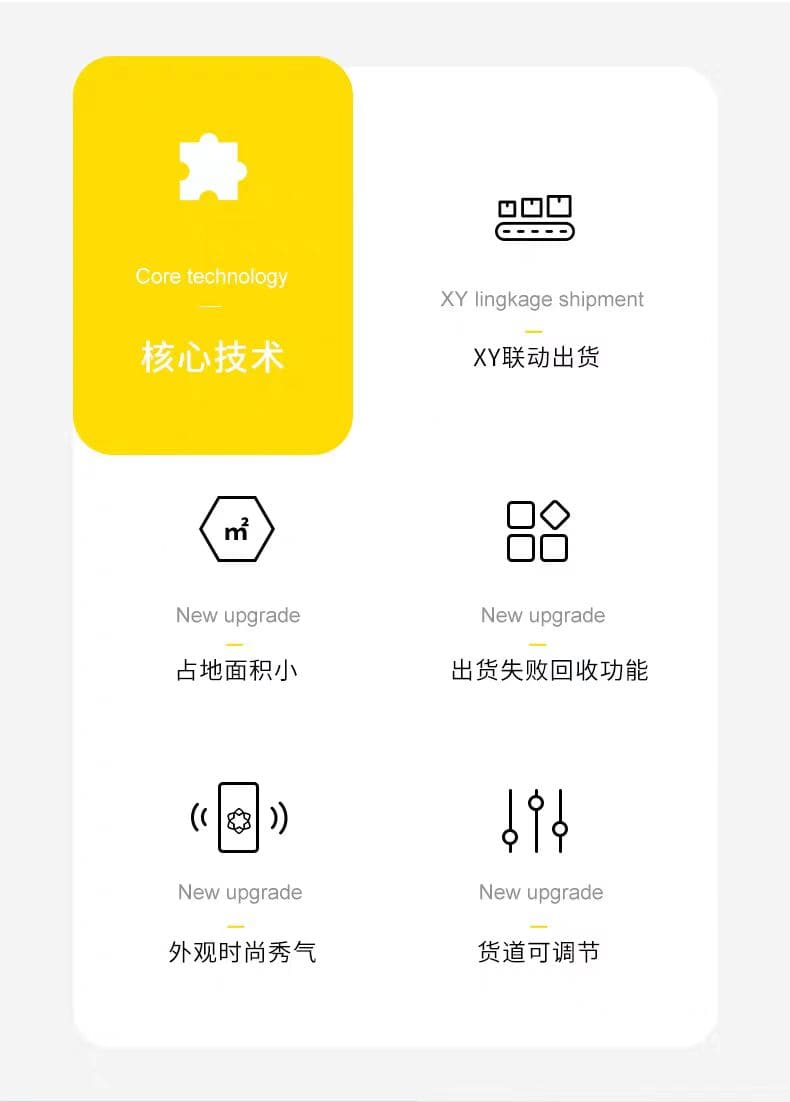 Core technology
核心技术
XY lingkage shipment
XY联动出货
m²
New upgrade
占地面积小
New upgrade
出货失败回收功能
New upgrade
外观时尚秀气
New upgrade
货道可调节